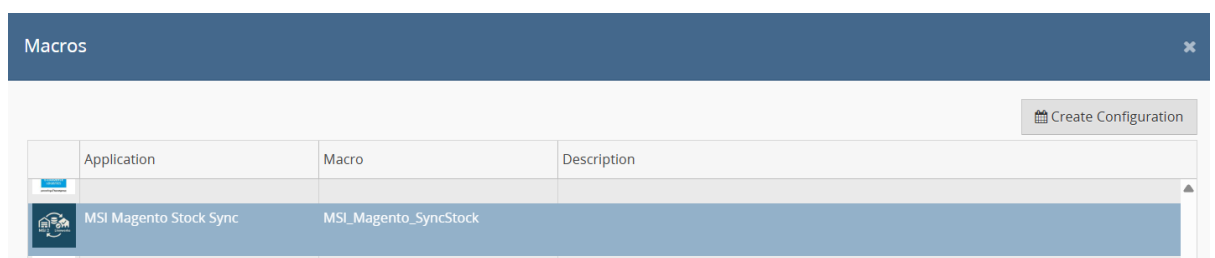 Macros
Create Configuration
Application Macro Description
MSI Magento Stock Sync MSI_Magento_SyncStock